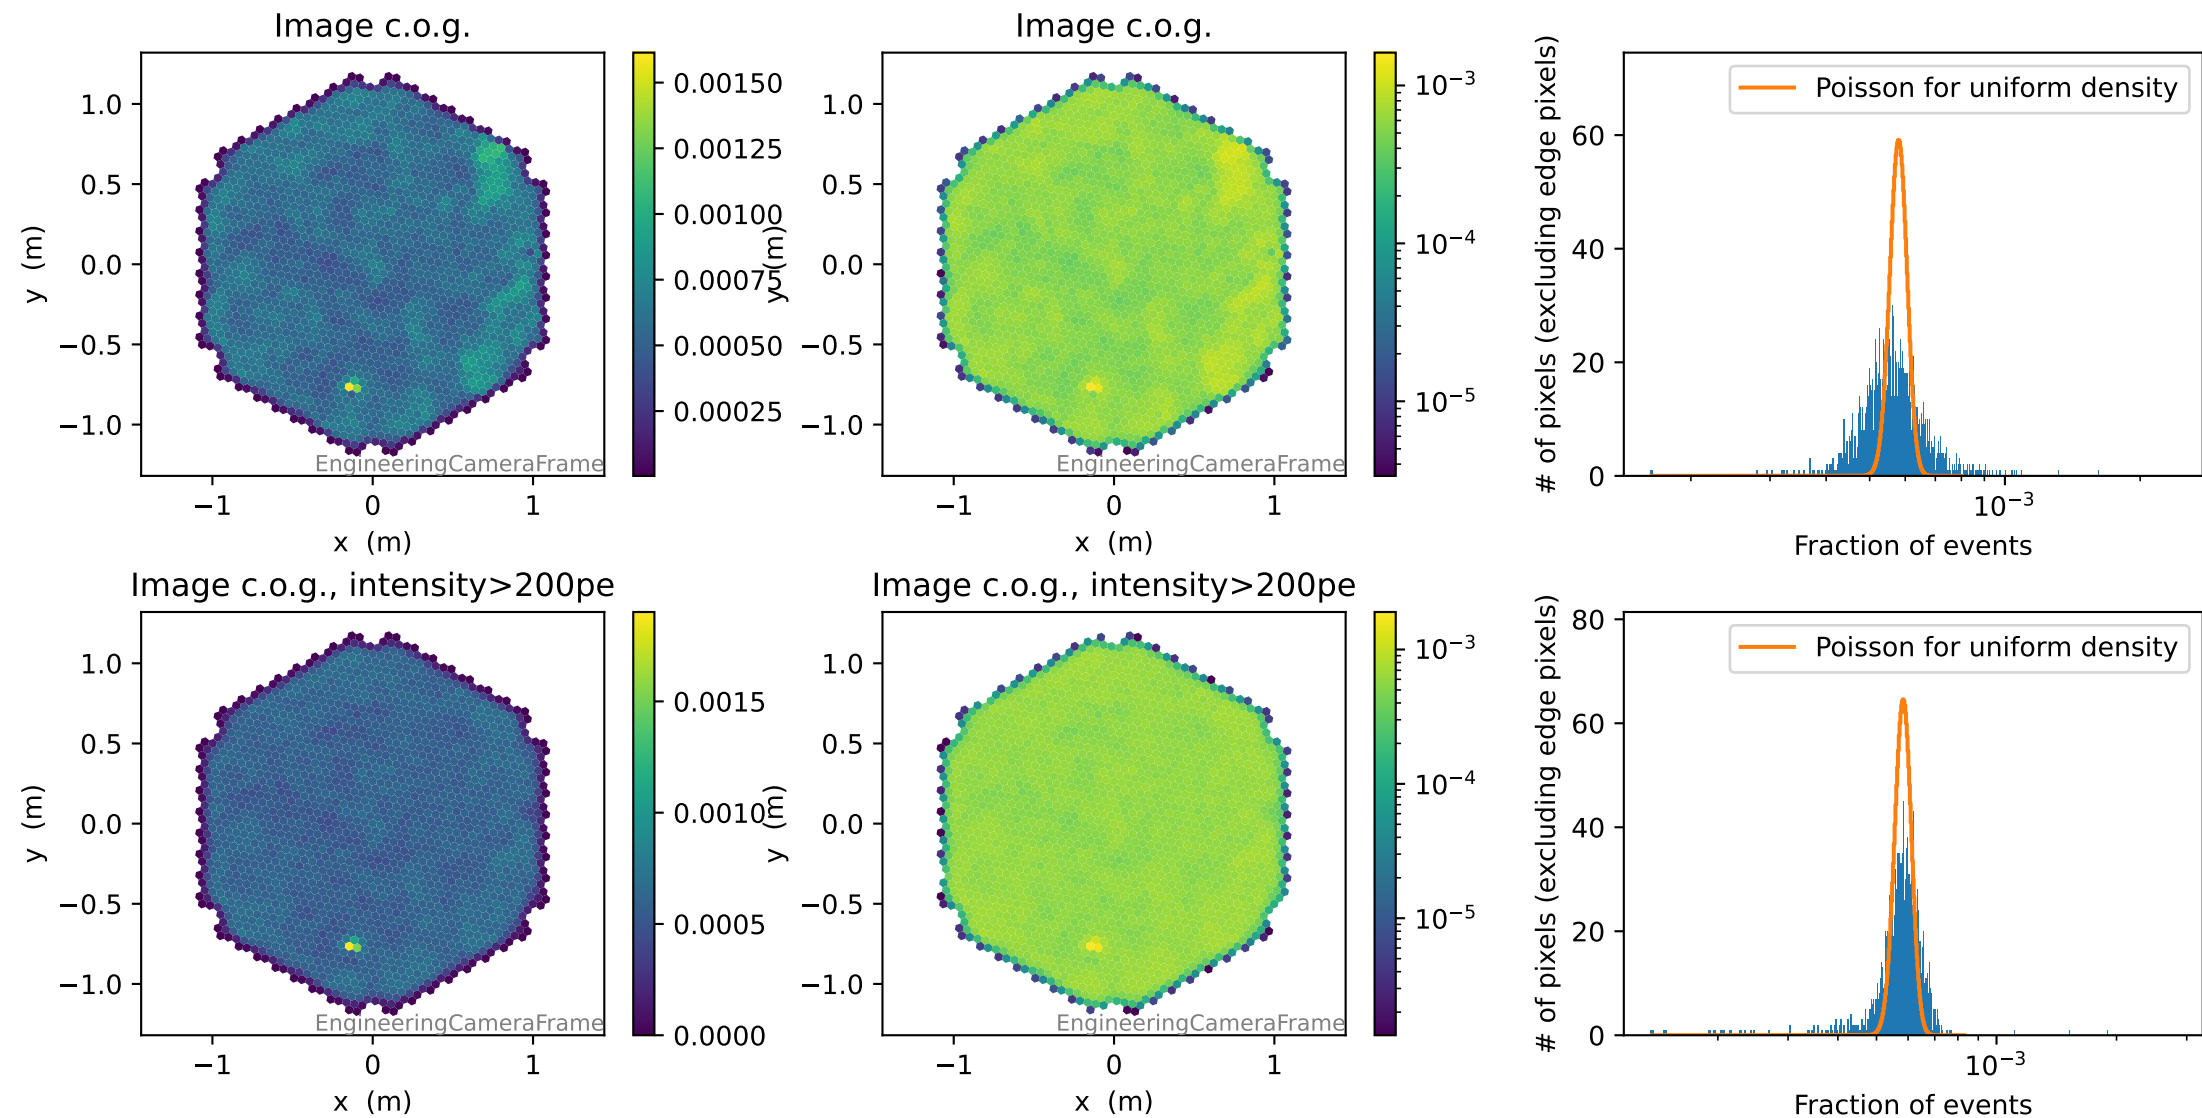 Image c.o.g.
1.0
0.5
0.0
−0.5
−1.0
y (m)
−1 0 1
x (m)
EngineeringCameraFrame
0.00150
0.00125
0.00100
0.00075
0.00050
0.00025
Image c.o.g.
1.0
0.5
0.0
−0.5
−1.0
y (m)
−1 0 1
x (m)
EngineeringCameraFrame
10−3
10−4
10−5
# of pixels (excluding edge pixels)
60
40
20
0
Poisson for uniform density
10−3
Fraction of events
Image c.o.g., intensity>200pe
1.0
0.5
0.0
−0.5
−1.0
y (m)
−1 0 1
x (m)
EngineeringCameraFrame
0.0015
0.0010
0.0005
0.0000
Image c.o.g., intensity>200pe
1.0
0.5
0.0
−0.5
−1.0
y (m)
−1 0 1
x (m)
EngineeringCameraFrame
10−3
10−4
10−5
# of pixels (excluding edge pixels)
80
60
40
20
0
Poisson for uniform density
10−3
Fraction of events